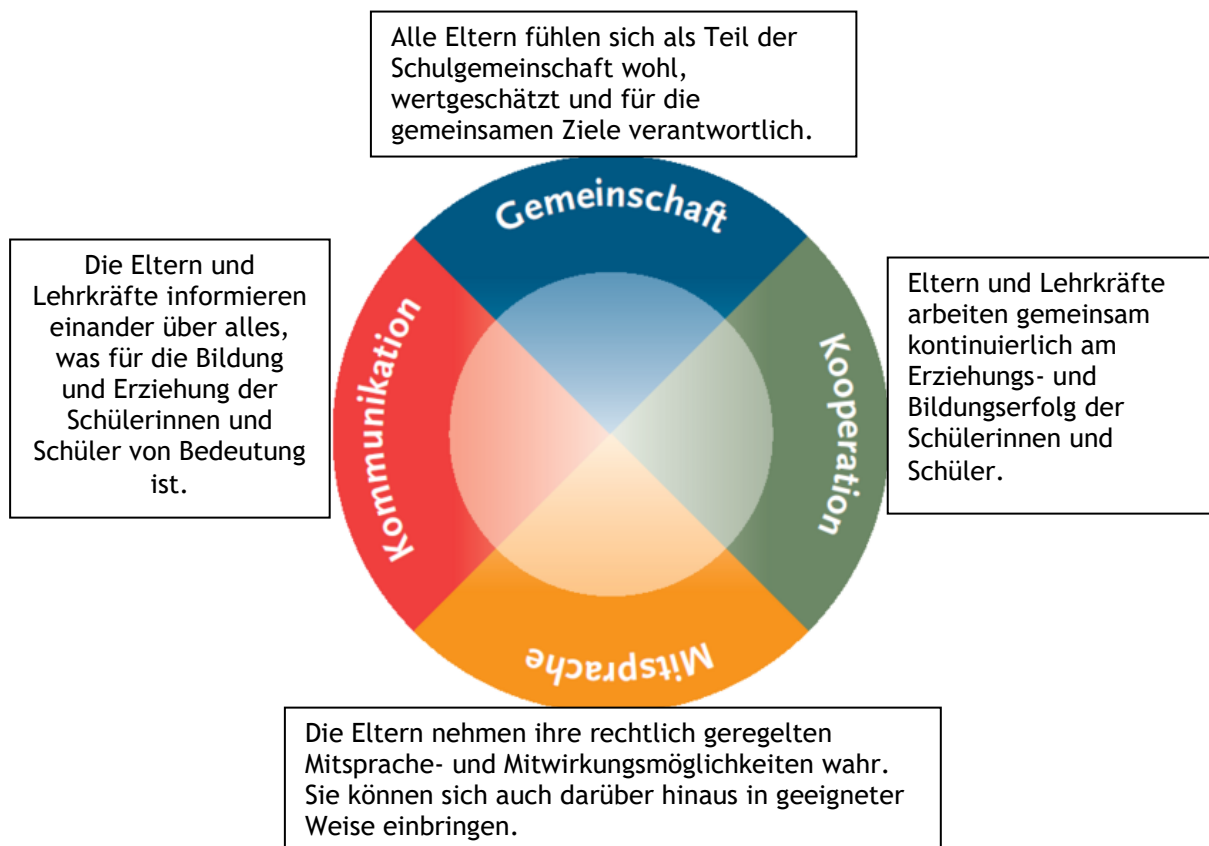 Alle Eltern fühlen sich als Teil der
Schulgemeinschaft wohl,
wertgeschätzt und für die
gemeinsamen Ziele verantwortlich.
Gemeinschaft
Die Eltern und
Lehrkräfte informieren
einander über alles,
was für die Bildung
und Erziehung der
Schülerinnen und
Schüler von Bedeutung
ist.
Kommunikation
Kooperation
Eltern und Lehrkräfte
arbeiten gemeinsam
kontinuierlich am
Erziehungs- und
Bildungserfolg der
Schülerinnen und
Schüler.
Mitsprache
Die Eltern nehmen ihre rechtlich geregelten
Mitsprache- und Mitwirkungsmöglichkeiten wahr.
Sie können sich auch darüber hinaus in geeigneter
Weise einbringen.